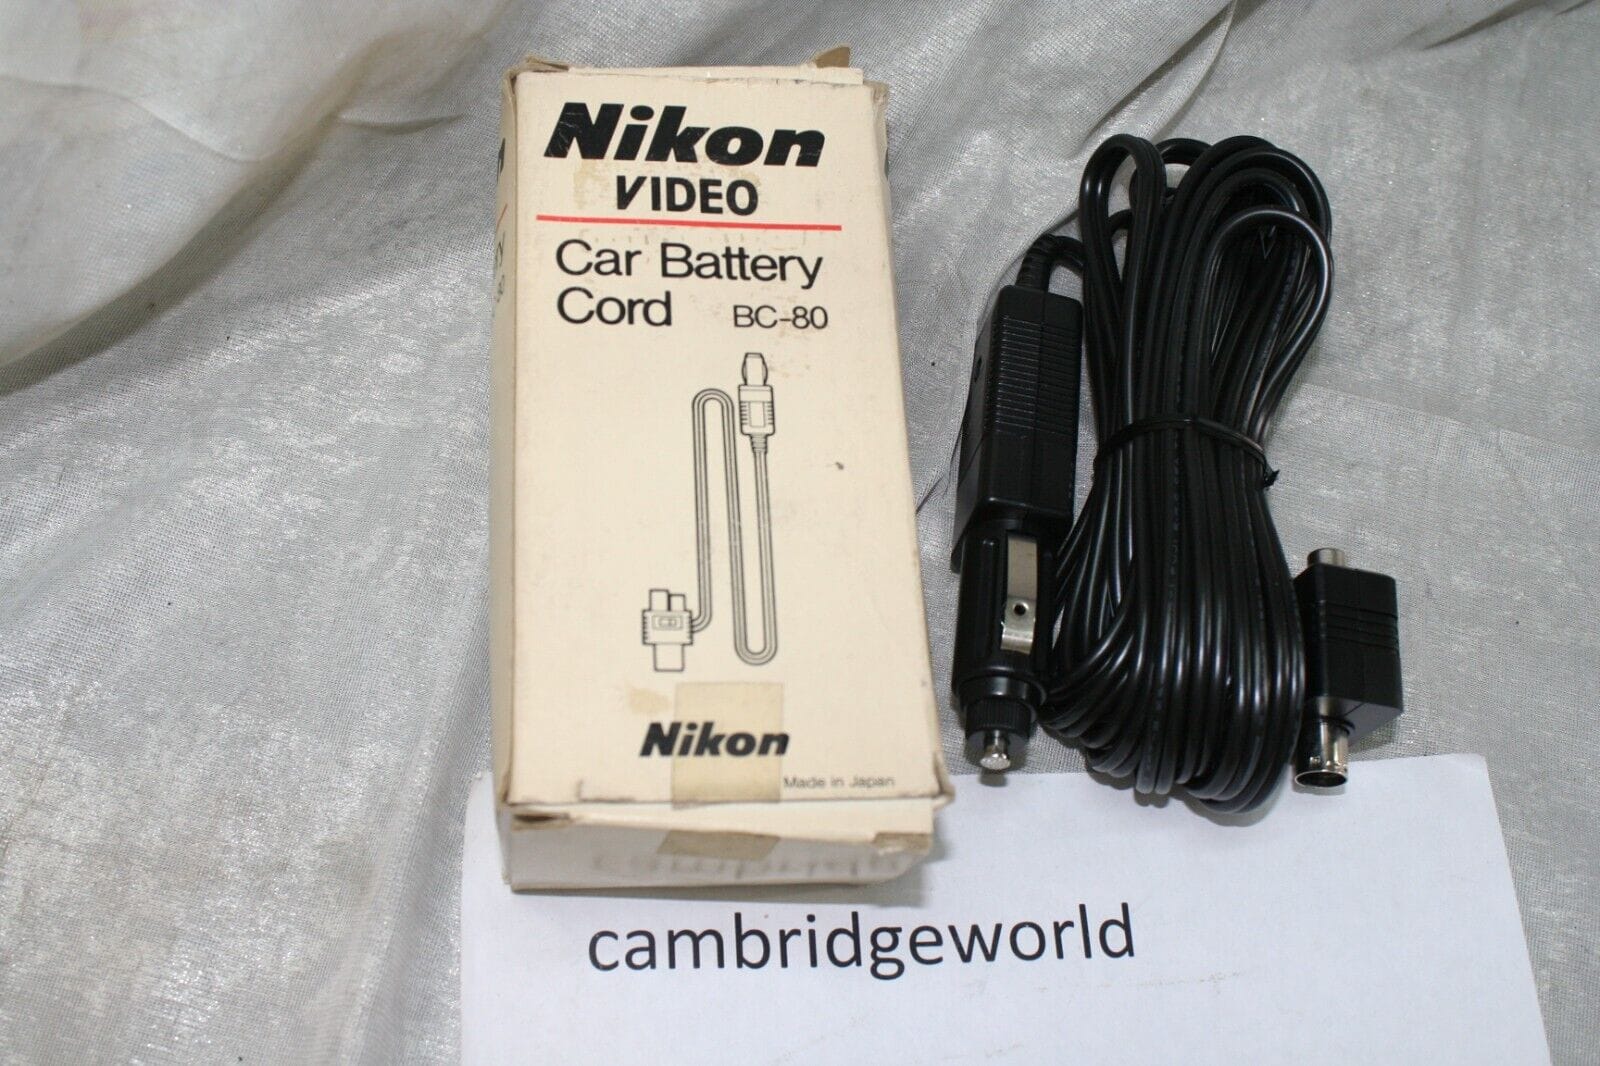 Nikon
VIDEO
Car Battery
Cord BC-80
Nikon
Made in Japan
cambridgeworld